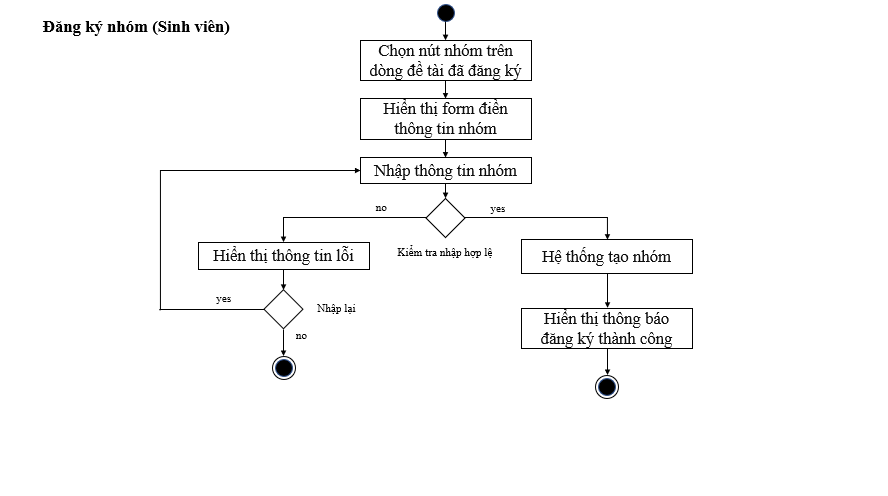 Đăng ký nhóm (Sinh viên)
Chọn nút nhóm trên
dòng đề tài đã đăng ký
Hiển thị form điền
thông tin nhóm
Nhập thông tin nhóm
no
yes
Kiểm tra nhập hợp lệ
Hiển thị thông tin lỗi
Hệ thống tạo nhóm
yes
Nhập lại
no
Hiển thị thông báo
đăng ký thành công